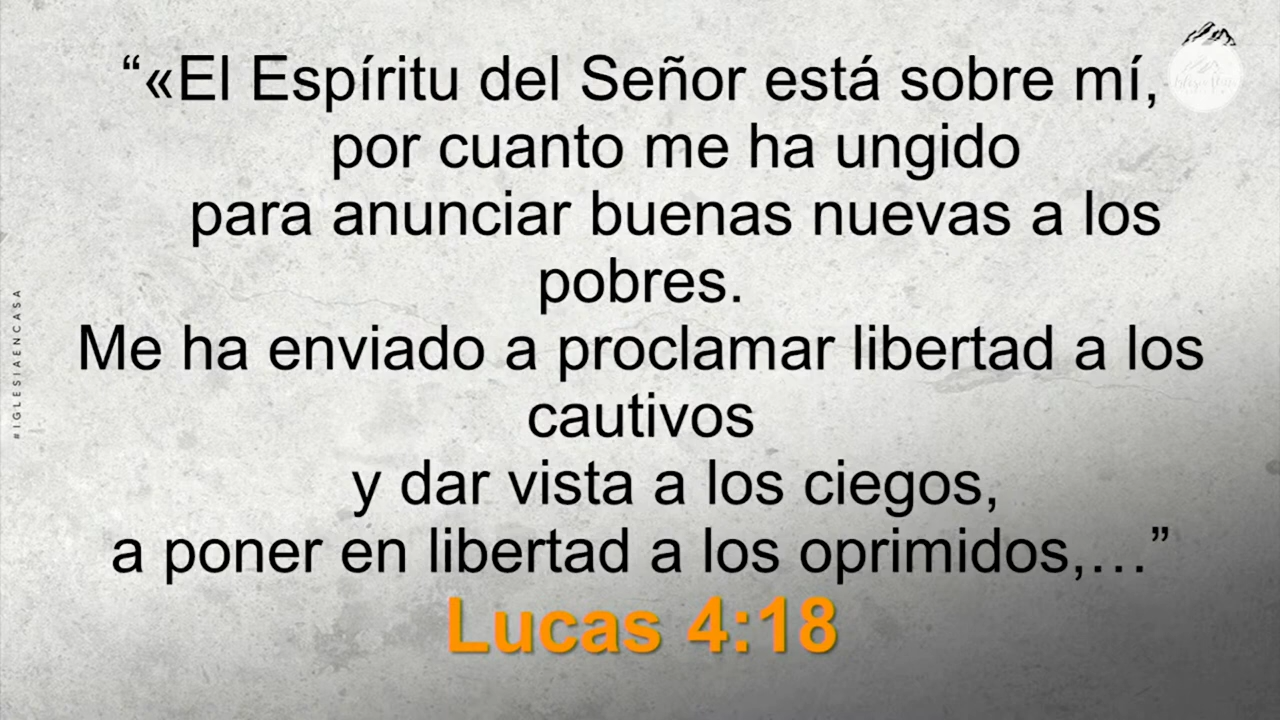 “«El Espíritu del Señor está sobre mí,
por cuanto me ha ungido
para anunciar buenas nuevas a los
pobres.
Me ha enviado a proclamar libertad a los
cautivos
y dar vista a los ciegos,
a poner en libertad a los oprimidos,…”
Lucas 4:18
#IGLESIAENCASA